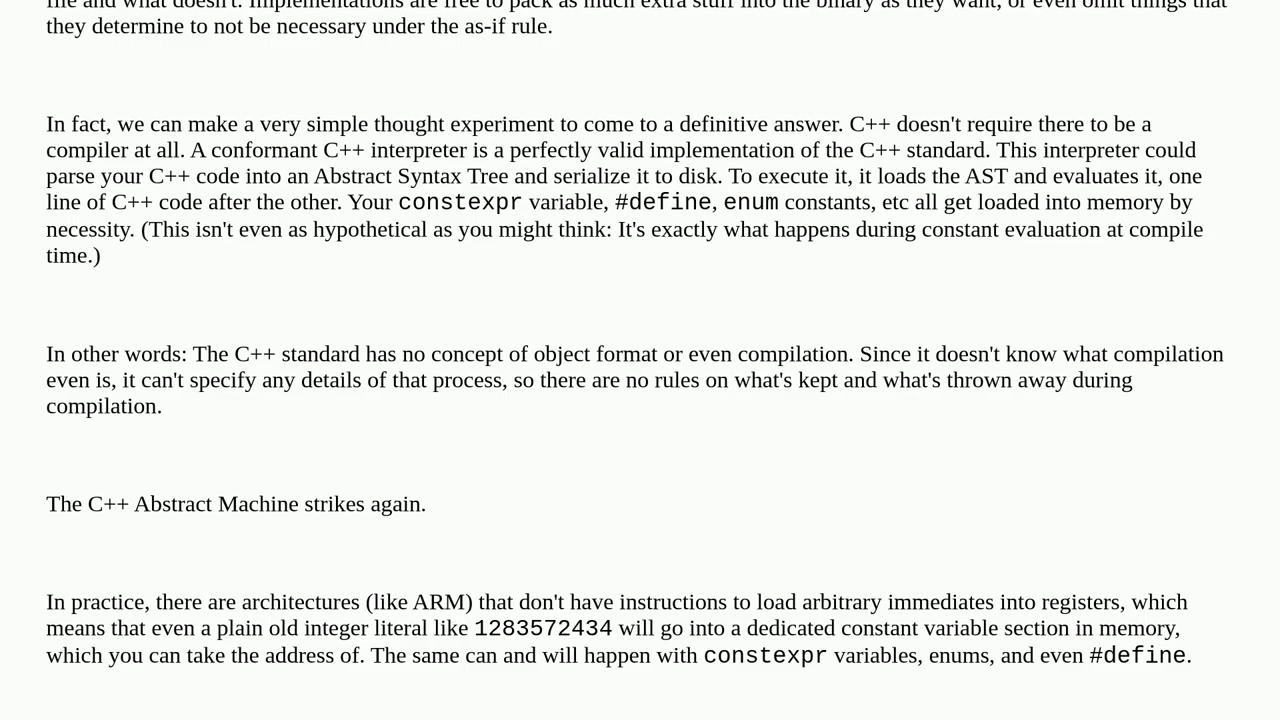 file and what doesn't. Implementations are free to pack as much extra stuff into the binary as they want, or even omit things that
they determine to not be necessary under the as-if rule.
In fact, we can make a very simple thought experiment to come to a definitive answer. C++ doesn't require there to be a
compiler at all. A conformant C++ interpreter is a perfectly valid implementation of the C++ standard. This interpreter could
parse your C++ code into an Abstract Syntax Tree and serialize it to disk. To execute it, it loads the AST and evaluates it, one
line of C++ code after the other. Your constexpr variable, #define, enum constants, etc all get loaded into memory by
necessity. (This isn't even as hypothetical as you might think: It's exactly what happens during constant evaluation at compile
time.)
In other words: The C++ standard has no concept of object format or even compilation. Since it doesn't know what compilation
even is, it can't specify any details of that process, so there are no rules on what's kept and what's thrown away during
compilation.
The C++ Abstract Machine strikes again.
In practice, there are architectures (like ARM) that don't have instructions to load arbitrary immediates into registers, which
means that even a plain old integer literal like 1283572434 will go into a dedicated constant variable section in memory,
which you can take the address of. The same can and will happen with constexpr variables, enums, and even #define.